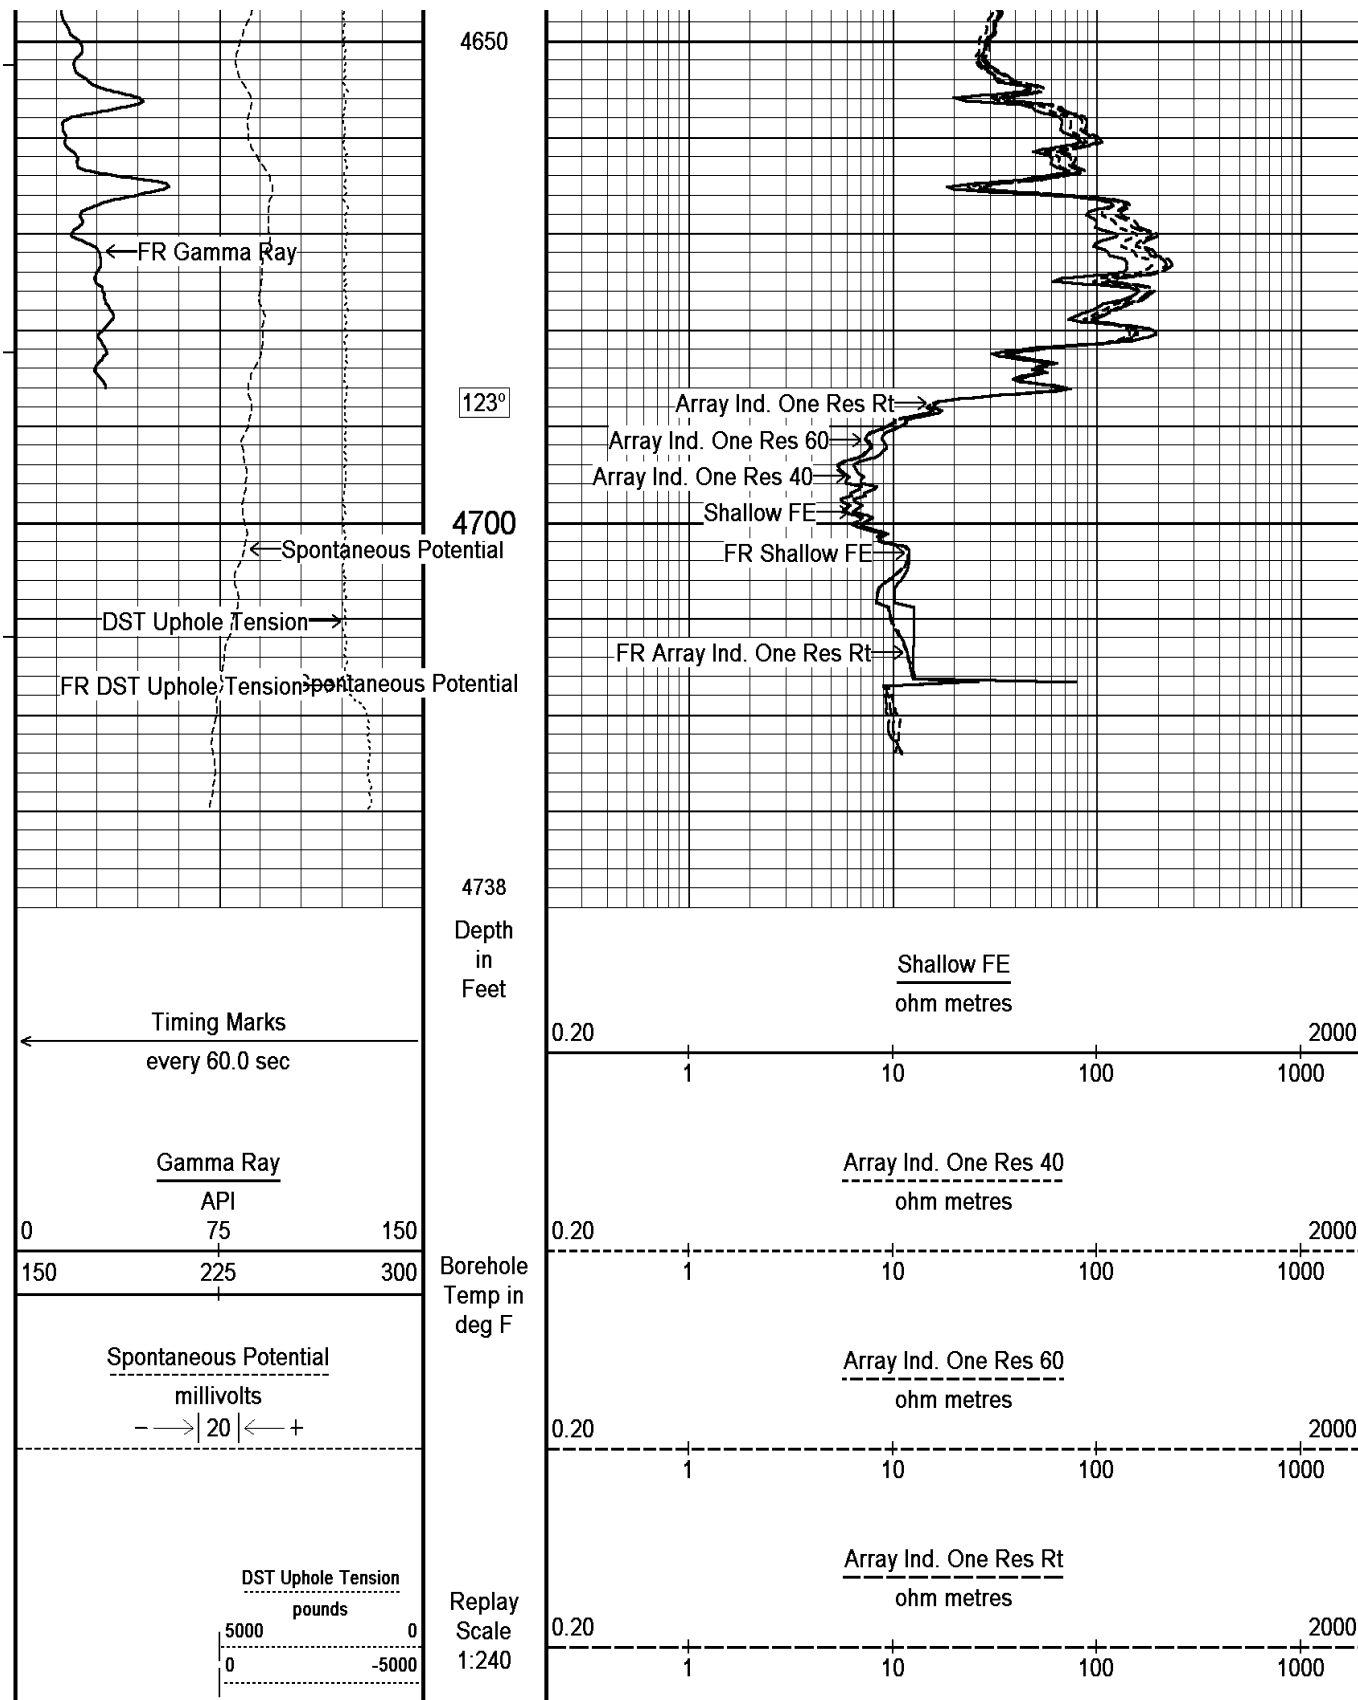 4650
FR Gamma Ray
123°
Array Ind. One Res Rt
Array Ind. One Res 60
Array Ind. One Res 40
Shallow FE
4700
Spontaneous Potential
FR Shallow FE
DST Uphole Tension
FR Array Ind. One Res Rt
FR DST Uphole Tension
Spontaneous Potential
4738
Depth
in
Feet
Shallow FE
ohm metres
0.20 2000
1 10 100 1000
Timing Marks
every 60.0 sec
Gamma Ray
API
0 75 150
150 225 300
Borehole
Temp in
deg F
Array Ind. One Res 40
ohm metres
0.20 2000
1 10 100 1000
Spontaneous Potential
millivolts
- 20 +
Array Ind. One Res 60
ohm metres
0.20 2000
1 10 100 1000
DST Uphole Tension
pounds
5000 0
0 -5000
Replay
Scale
1:240
Array Ind. One Res Rt
ohm metres
0.20 2000
1 10 100 1000